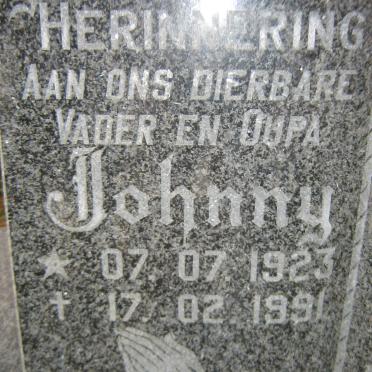 HERINNERING
AAN ONS DIERBARE
VADER EN OUPA
Johnny
★ 07. 07. 1923
† 17. 02. 1991